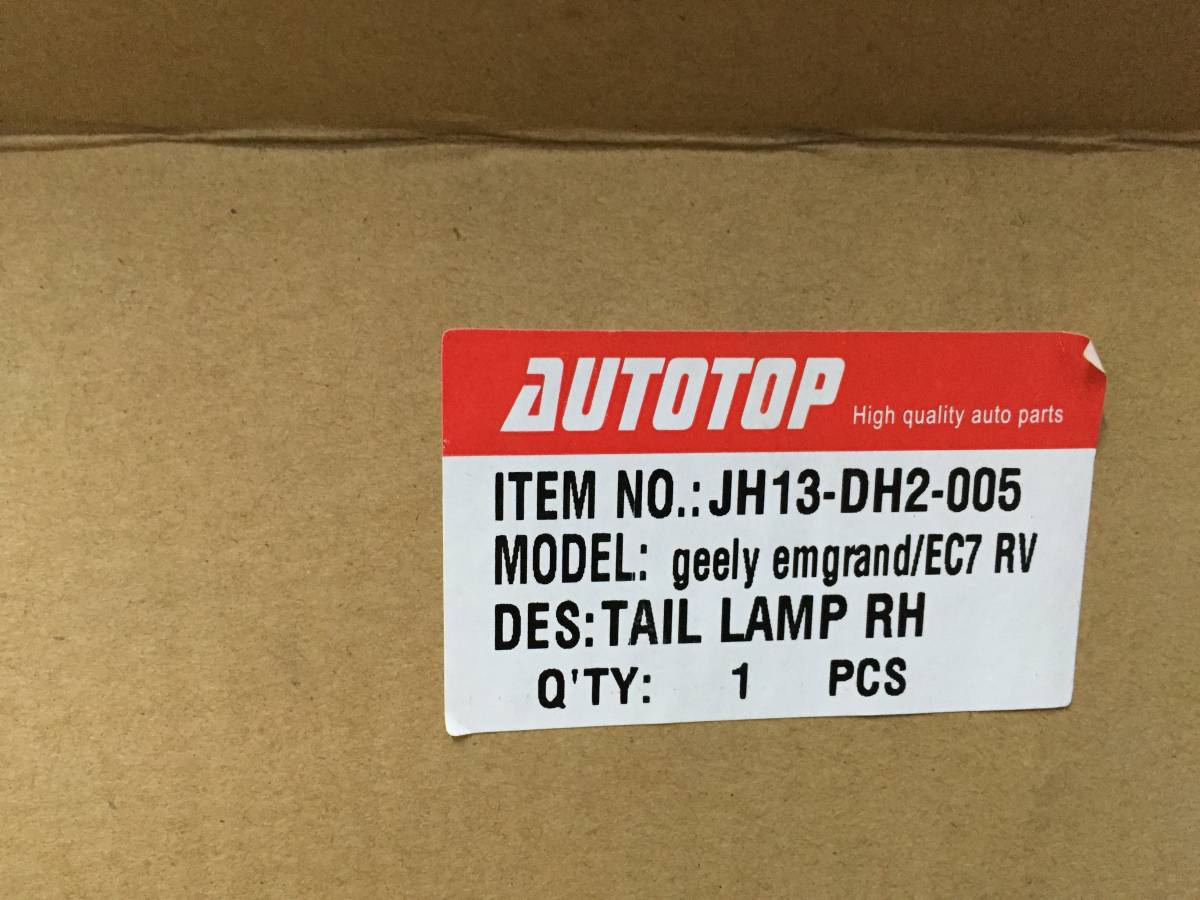 AUTOTOP High quality auto parts
ITEM NO.:JH13-DH2-005
MODEL: geely emgrand/EC7 RV
DES:TAIL LAMP RH
Q'TY: 1 PCS